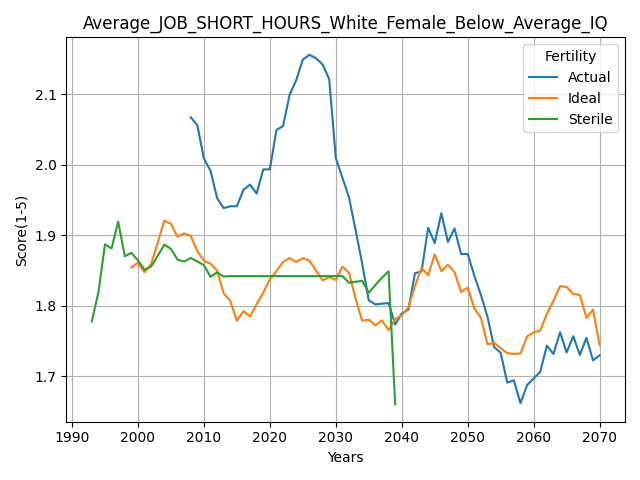 Average_JOB_SHORT_HOURS_White_Female_Below_Average_IQ
Fertility
Actual
Ideal
Sterile
Score(1-5)
2.1
2.0
1.9
1.8
1.7
1990 2000 2010 2020 2030 2040 2050 2060 2070
Years